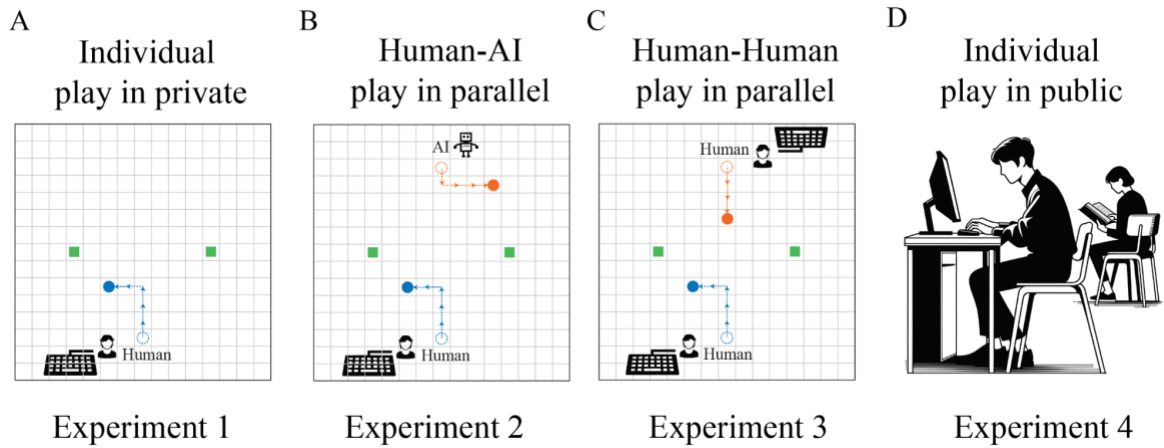 A
Individual
play in private
Human
Experiment 1
B
Human-AI
play in parallel
AI
Human
Experiment 2
C
Human-Human
play in parallel
Human
Human
Experiment 3
D
Individual
play in public
Experiment 4